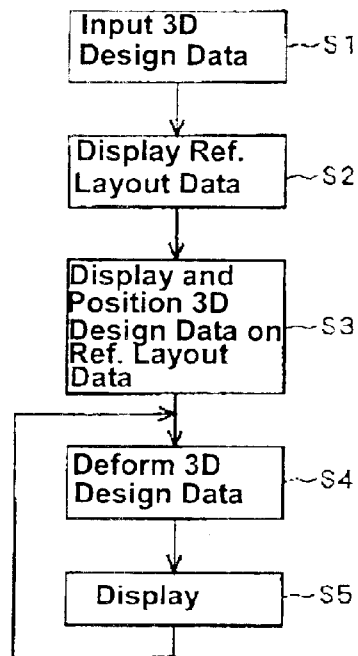 Input 3D
Design Data
S1
Display Ref.
Layout Data
S2
Display and
Position 3D
Design Data on
Ref. Layout
Data
S3
Deform 3D
Design Data
S4
Display
S5